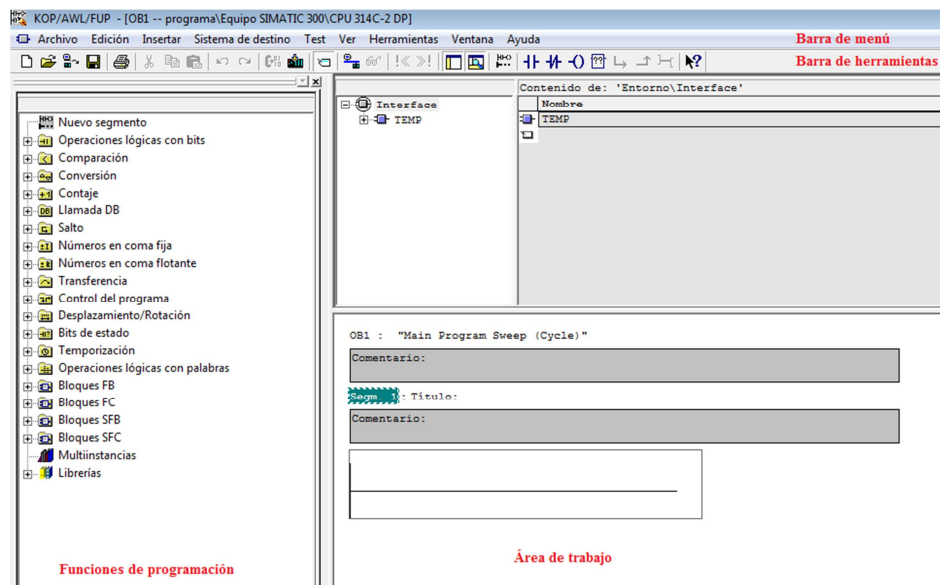 KOP/AWL/FUP - [OB1 -- programa\Equipo SIMATIC 300\CPU 314C-2 DP]
Archivo Edición Insertar Sistema de destino Test Ver Herramientas Ventana Ayuda
Barra de menú
Barra de herramientas
Nuevo segmento
Operaciones lógicas con bits
Comparación
Conversión
Contaje
Llamada DB
Salto
Números en coma fija
Números en coma flotante
Transferencia
Control del programa
Desplazamiento/Rotación
Bits de estado
Temporización
Operaciones lógicas con palabras
Bloques FB
Bloques FC
Bloques SFB
Bloques SFC
Multiinstancias
Librerías
Funciones de programación
Interface
TEMP
Contenido de: 'Entorno\Interface'
Nombre
TEMP
OB1 : "Main Program Sweep (Cycle)"
Comentario:
Segm. 1: Título:
Comentario:
Área de trabajo